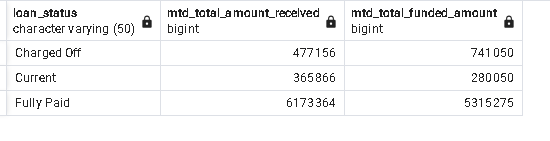 loan_status mtd_total_amount_received mtd_total_funded_amount
character varying (50) bigint bigint
Charged Off 477156 741050
Current 365866 280050
Fully Paid 6173364 5315275